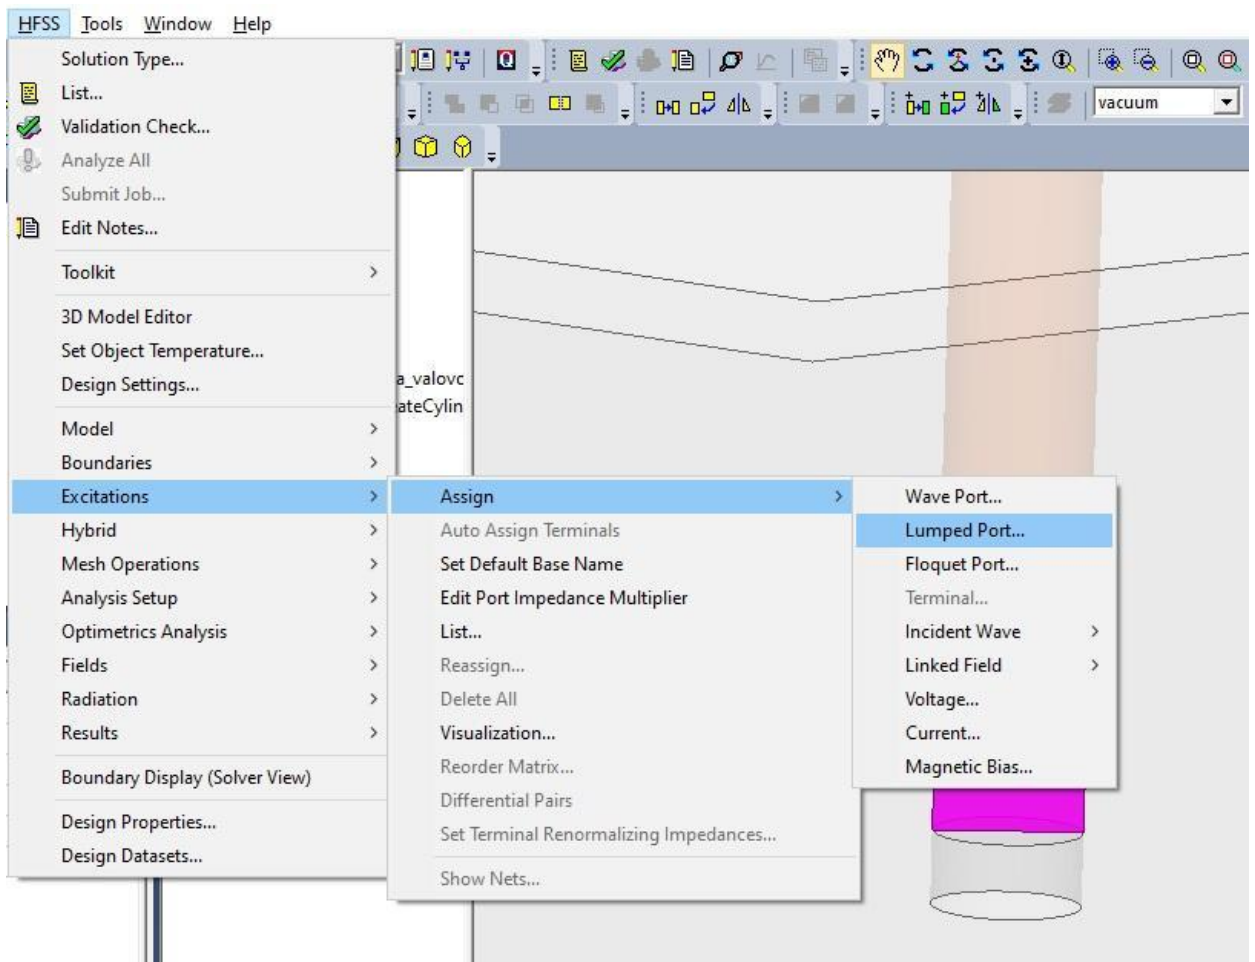 HFSS Tools Window Help
Solution Type...
List...
Validation Check...
Analyze All
Submit Job...
Edit Notes...
Toolkit
3D Model Editor
Set Object Temperature...
Design Settings...
Model
Boundaries
Excitations
Hybrid
Mesh Operations
Analysis Setup
Optimetrics Analysis
Fields
Radiation
Results
Boundary Display (Solver View)
Design Properties...
Design Datasets...
vacuum
a_valovc
eateCylin
Assign
Auto Assign Terminals
Set Default Base Name
Edit Port Impedance Multiplier
List...
Reassign...
Delete All
Visualization...
Reorder Matrix...
Differential Pairs
Set Terminal Renormalizing Impedances...
Show Nets...
Wave Port...
Lumped Port...
Floquet Port...
Terminal...
Incident Wave
Linked Field
Voltage...
Current...
Magnetic Bias...